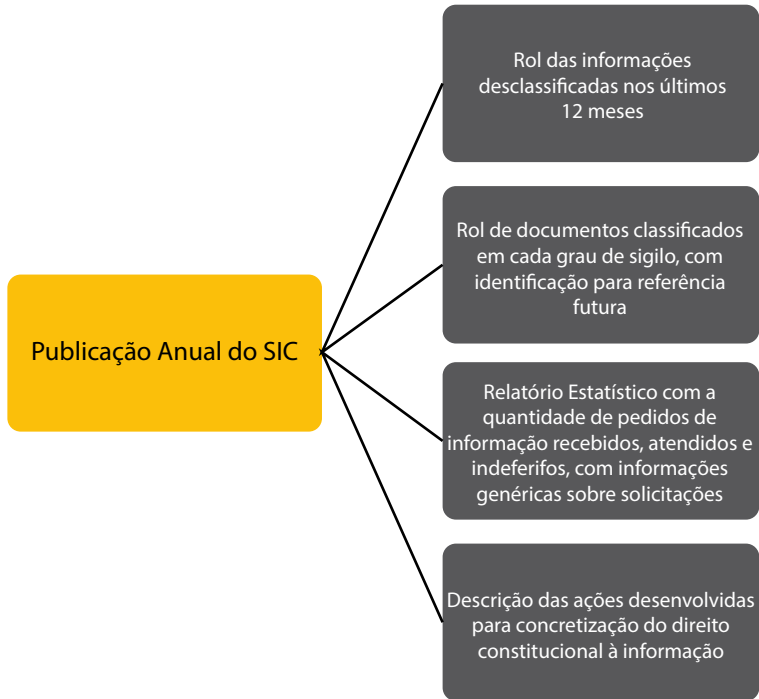 Publicação Anual do SIC
Rol das informações
desclassificadas nos últimos
12 meses
Rol de documentos classificados
em cada grau de sigilo, com
identificação para referência
futura
Relatório Estatístico com a
quantidade de pedidos de
informação recebidos, atendidos e
indeferifos, com informações
genéricas sobre solicitações
Descrição das ações desenvolvidas
para concretização do direito
constitucional à informação